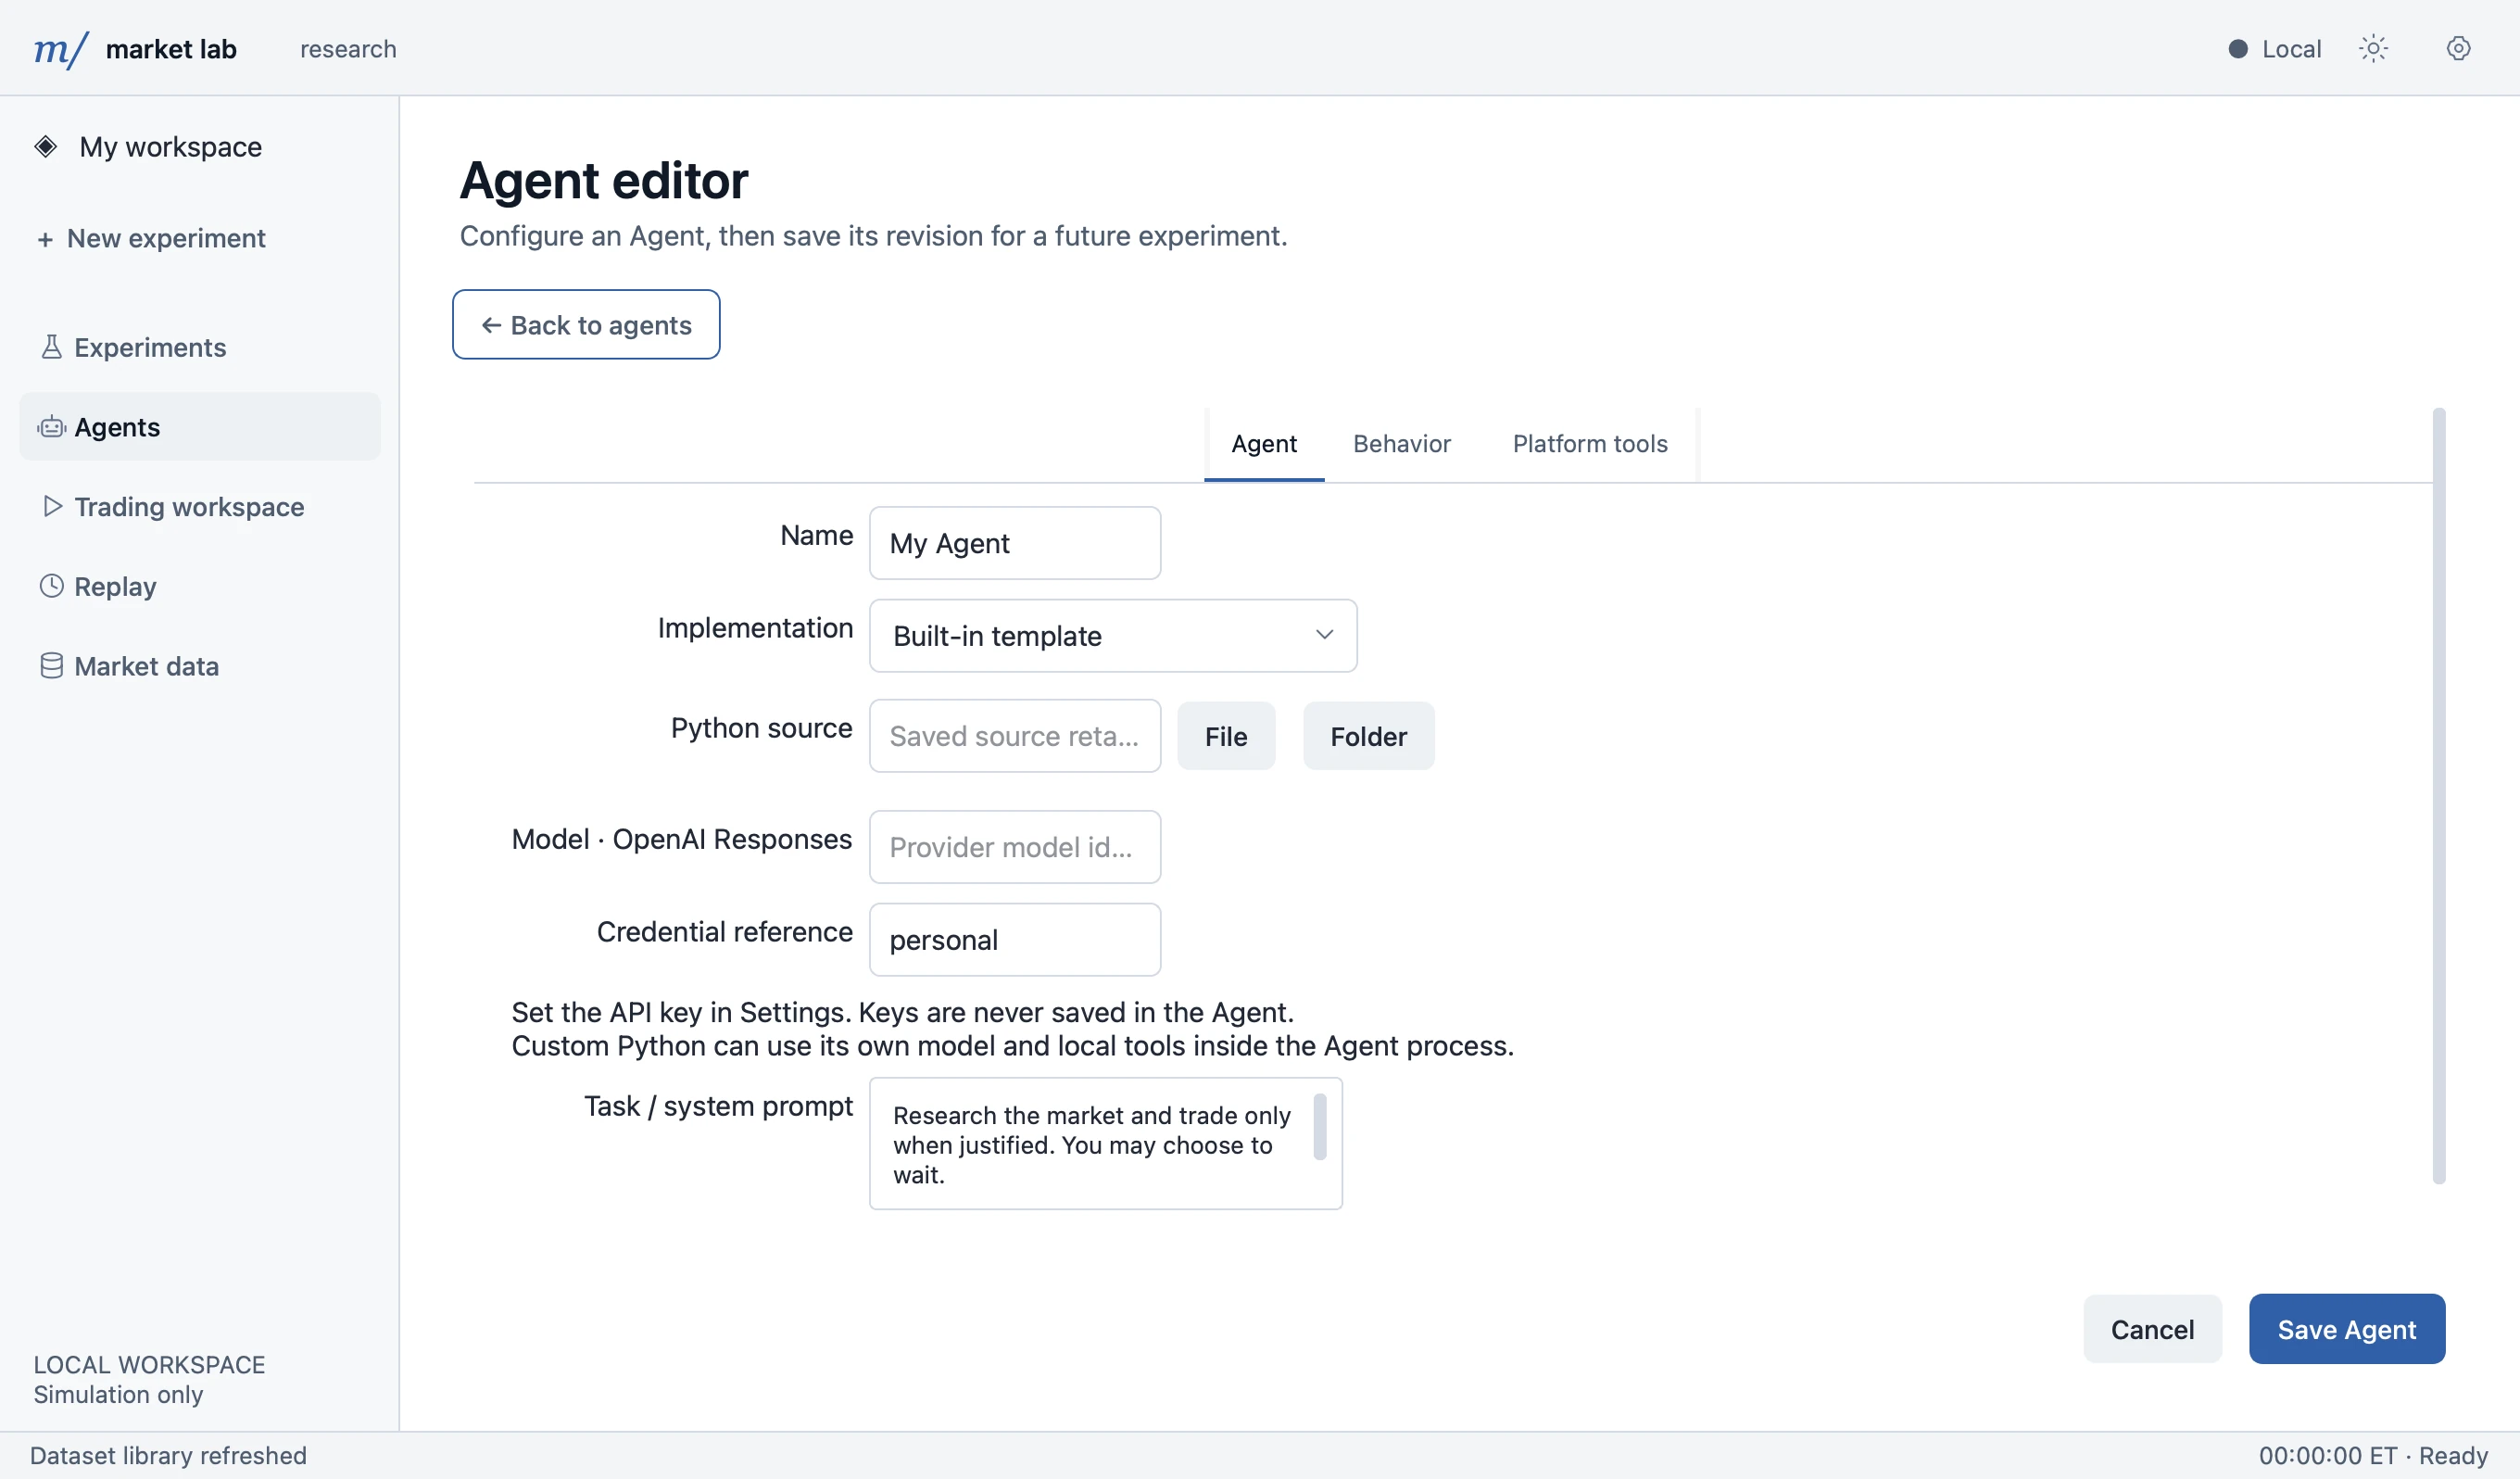 m/ market lab research Local
My workspace
+ New experiment
Experiments
Agents
Trading workspace
Replay
Market data
LOCAL WORKSPACE
Simulation only
Agent editor
Configure an Agent, then save its revision for a future experiment.
← Back to agents
Agent Behavior Platform tools
Name My Agent
Implementation Built-in template
Python source Saved source reta... File Folder
Model · OpenAI Responses Provider model id...
Credential reference personal
Set the API key in Settings. Keys are never saved in the Agent.
Custom Python can use its own model and local tools inside the Agent process.
Task / system prompt
Research the market and trade only
when justified. You may choose to
wait.
Cancel Save Agent
Dataset library refreshed 00:00:00 ET · Ready